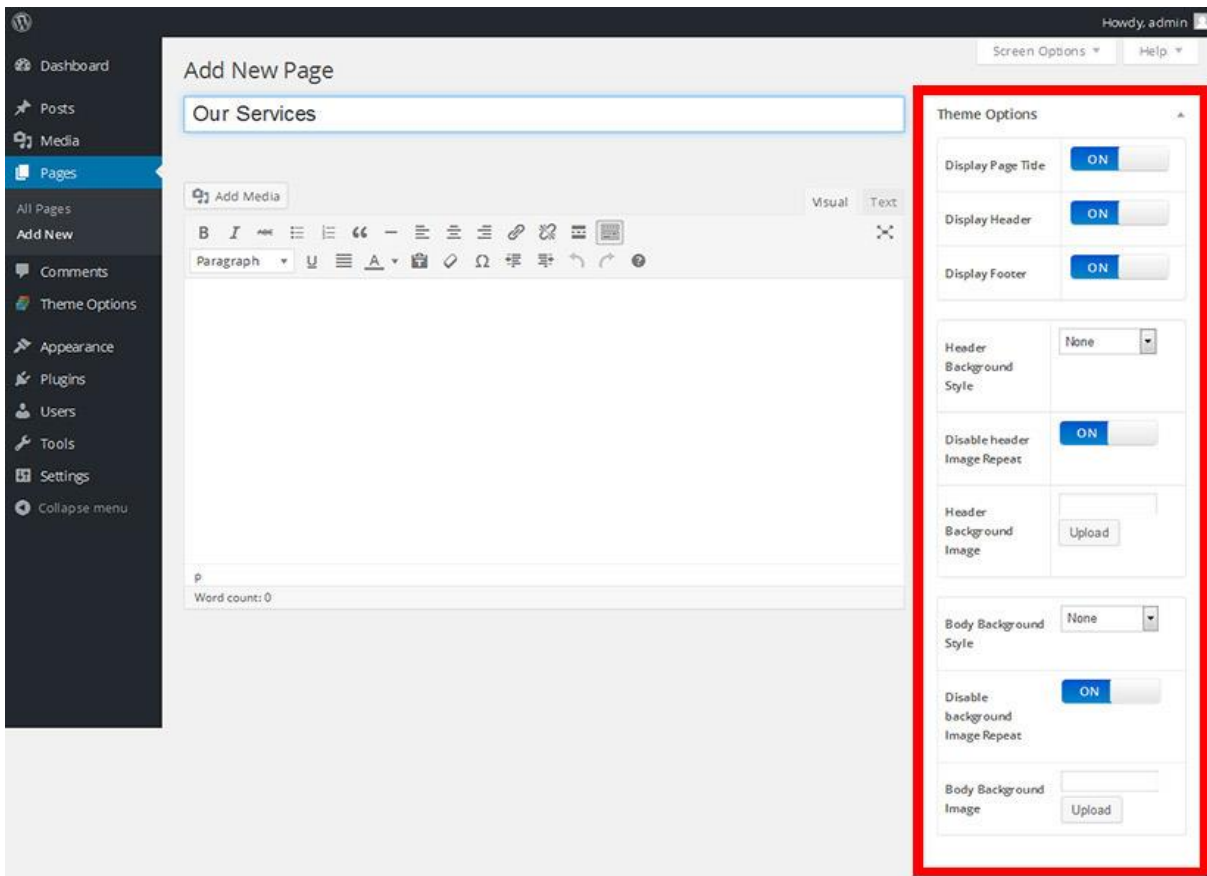 Howdy, admin
Screen Options
Help
Dashboard
Posts
Media
Pages
All Pages
Add New
Comments
Theme Options
Appearance
Plugins
Users
Tools
Settings
Collapse menu
Add New Page
Our Services
Add Media
Visual Text
B I ABC
Paragraph U A Ω
p
Word count: 0
Theme Options
Display Page Title ON
Display Header ON
Display Footer ON
Header
Background
Style
None
Disable header
Image Repeat
ON
Header
Background
Image
Upload
Body Background
Style
None
Disable
background
Image Repeat
ON
Body Background
Image
Upload